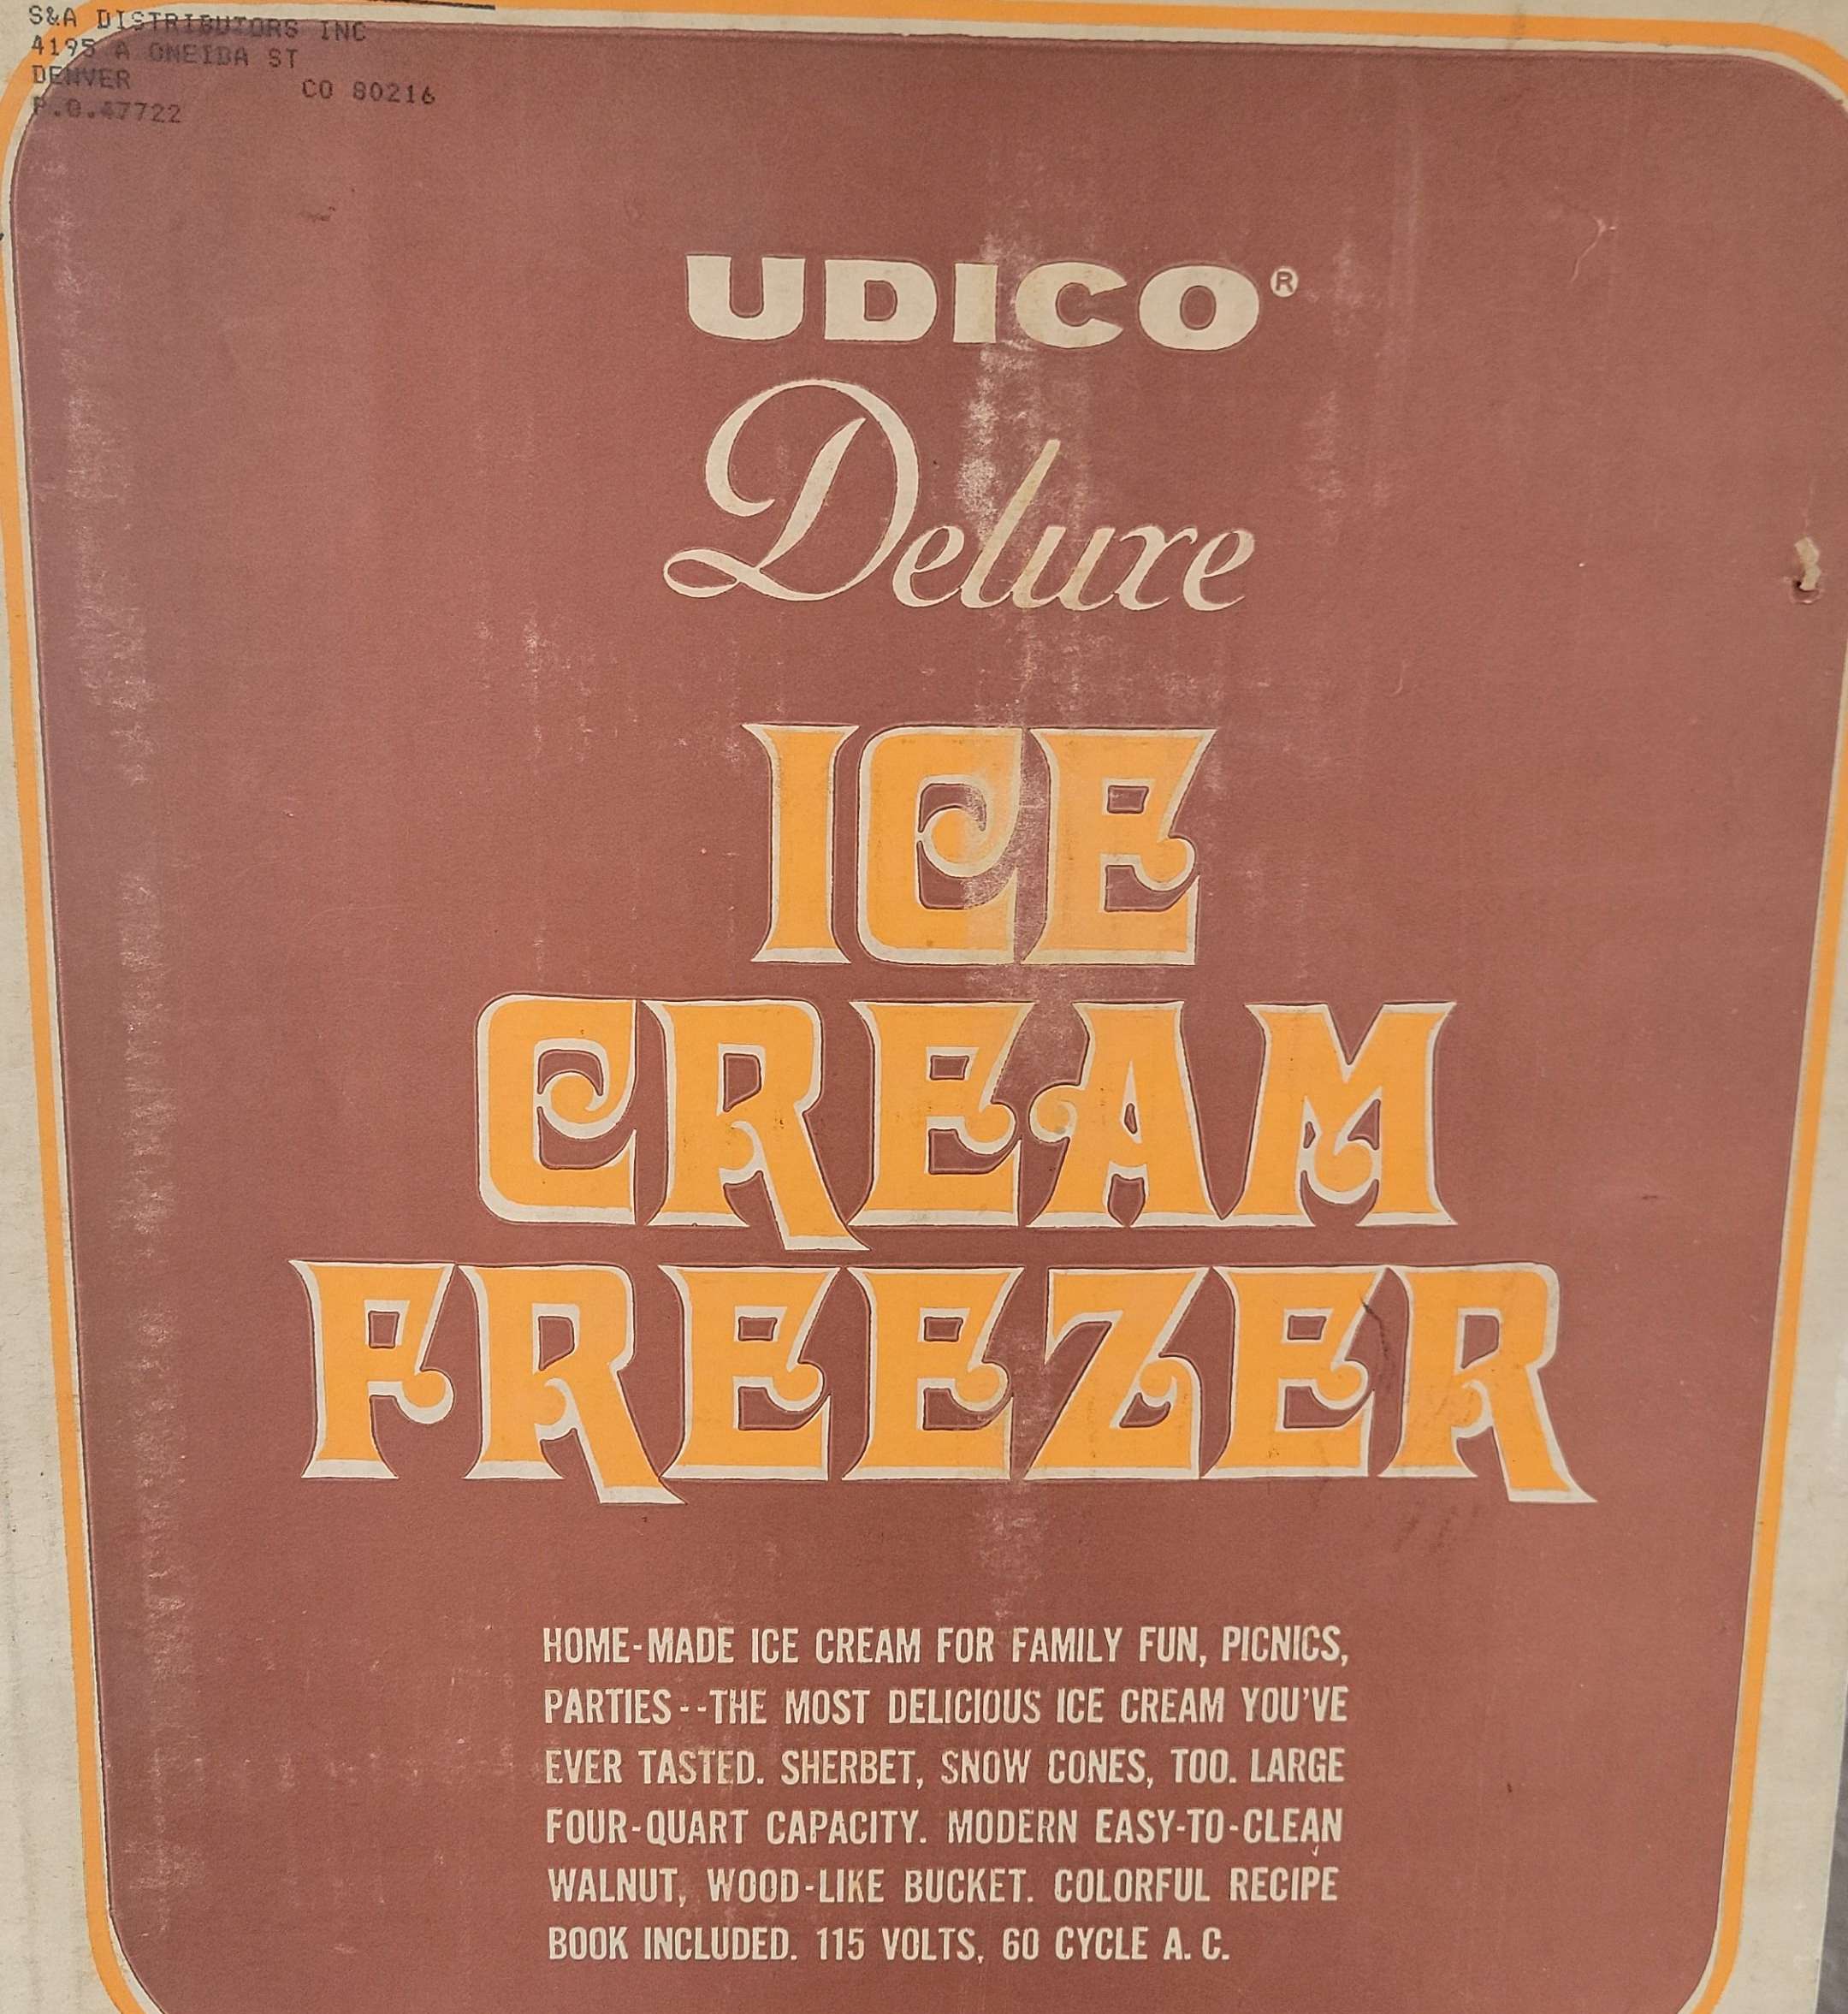 S&A DISTRIBUTORS INC
4195 A ONEIDA ST
DENVER CO 80216
P.O.47722
UDICO®
Deluxe
ICE
CREAM
FREEZER
HOME-MADE ICE CREAM FOR FAMILY FUN, PICNICS,
PARTIES--THE MOST DELICIOUS ICE CREAM YOU'VE
EVER TASTED. SHERBET, SNOW CONES, TOO. LARGE
FOUR-QUART CAPACITY. MODERN EASY-TO-CLEAN
WALNUT, WOOD-LIKE BUCKET. COLORFUL RECIPE
BOOK INCLUDED. 115 VOLTS, 60 CYCLE A.C.